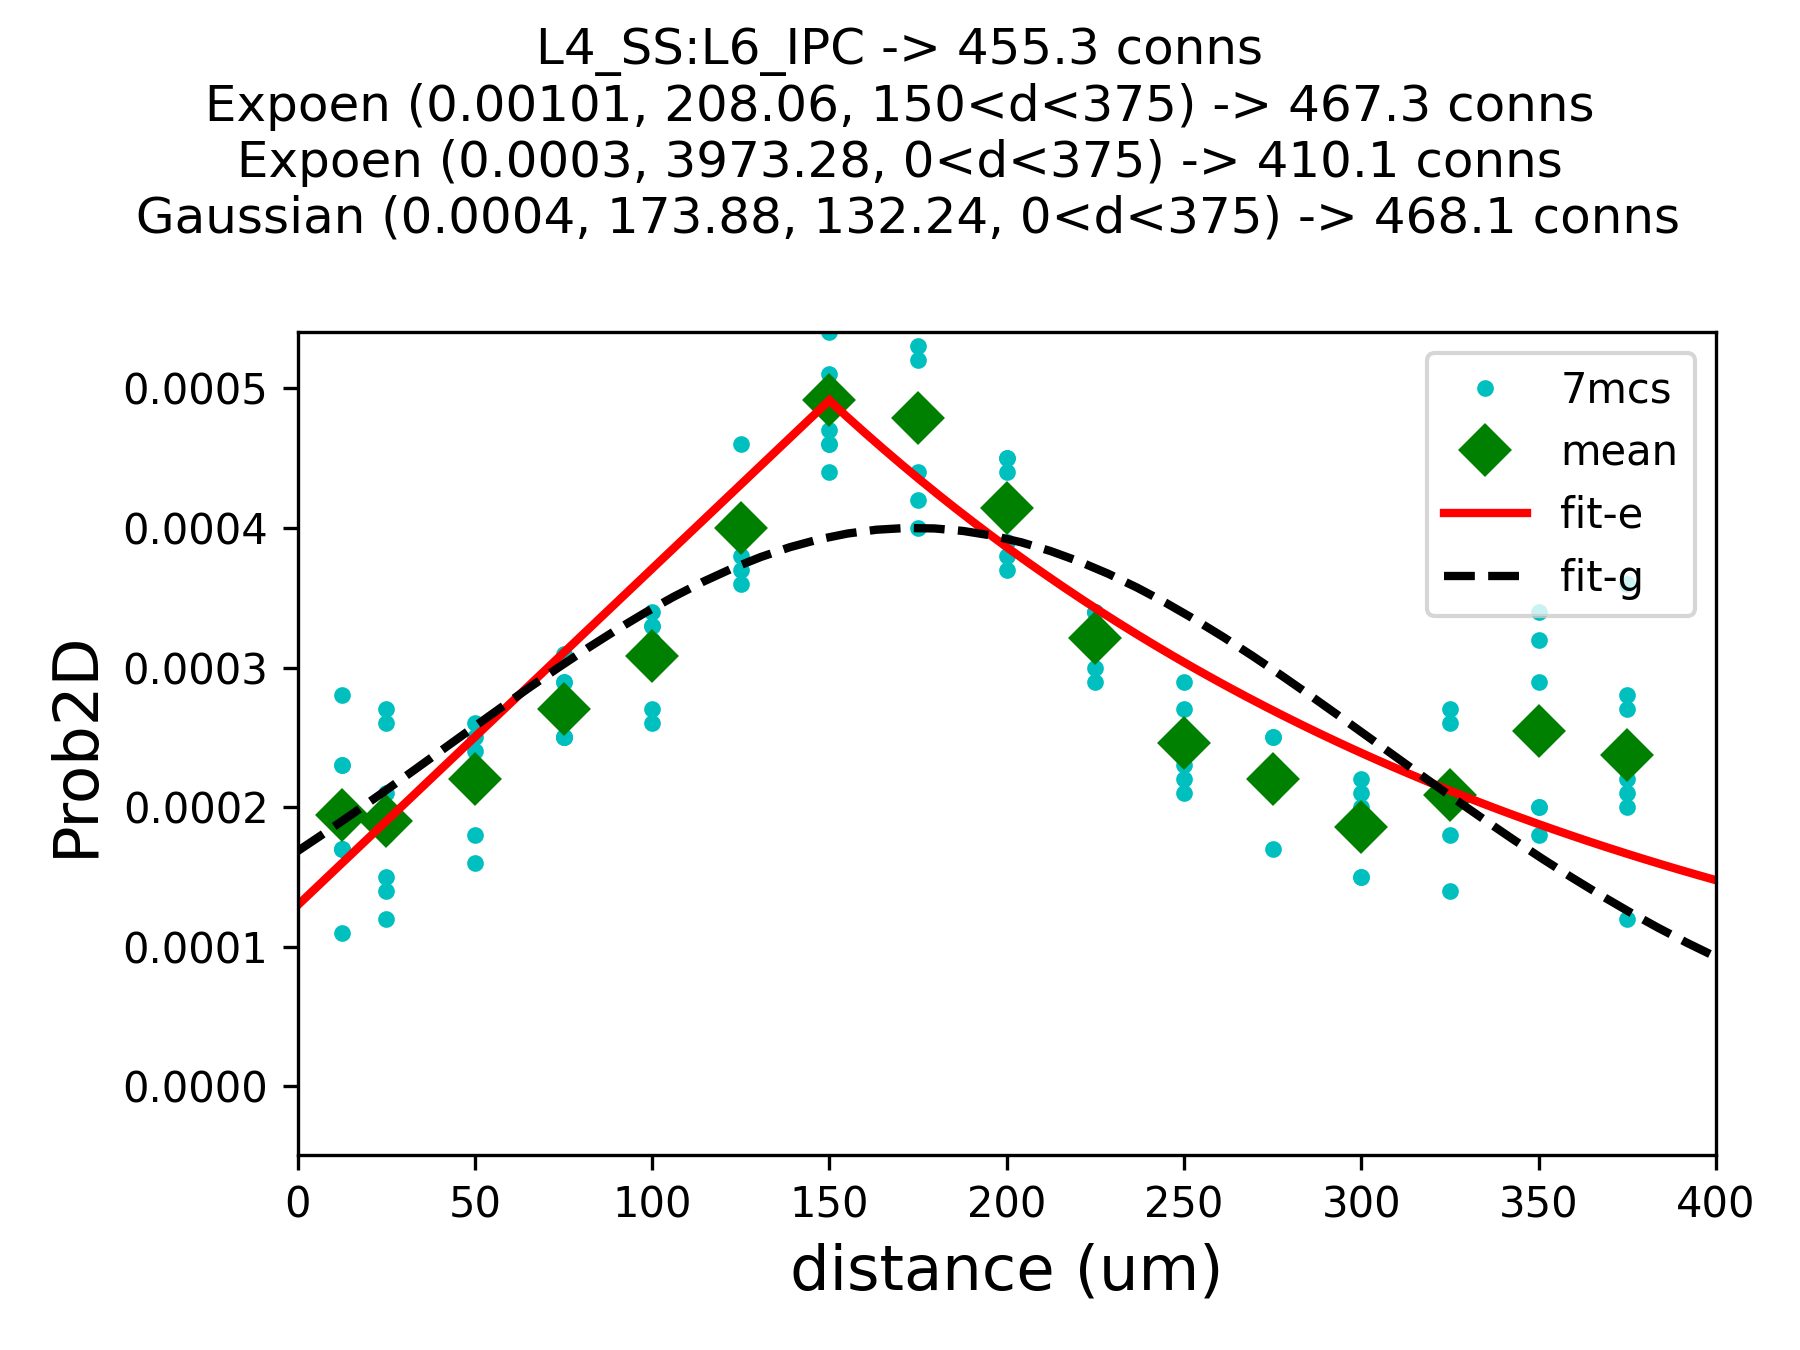 L4_SS:L6_IPC -> 455.3 conns
Expoen (0.00101, 208.06, 150<d<375) -> 467.3 conns
Expoen (0.0003, 3973.28, 0<d<375) -> 410.1 conns
Gaussian (0.0004, 173.88, 132.24, 0<d<375) -> 468.1 conns
7mcs
mean
fit-e
fit-g
Prob2D
0.0005
0.0004
0.0003
0.0002
0.0001
0.0000
0 50 100 150 200 250 300 350 400
distance (um)